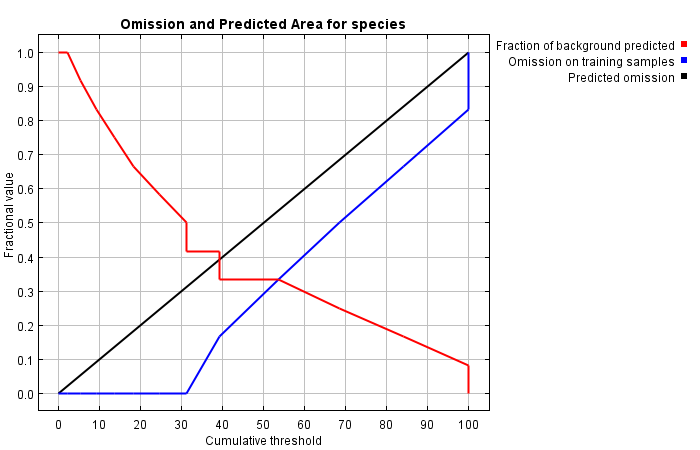 Omission and Predicted Area for species
Fraction of background predicted
Omission on training samples
Predicted omission
Fractional value
1.0
0.9
0.8
0.7
0.6
0.5
0.4
0.3
0.2
0.1
0.0
0 10 20 30 40 50 60 70 80 90 100
Cumulative threshold